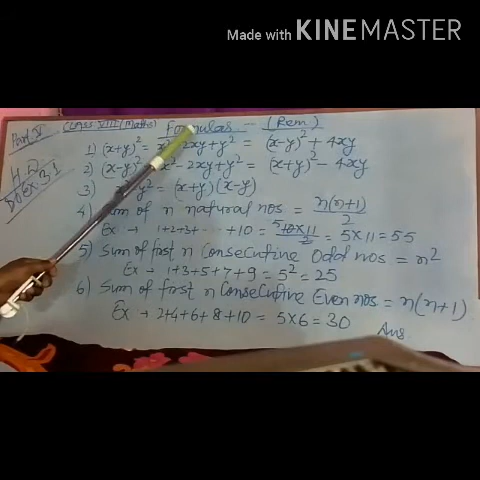 Made with KINEMASTER
Part-V CLASS VIII (Maths) Formulas -- (Rem)
H.W
Do Ex. 3.1
1) (x+y)² = x² 2xy+y² = (x-y)² + 4xy
2) (x-y)² = x² - 2xy+y² = (x+y)² - 4xy
3) y² = (x+y)(x-y)
4) Sum of n natural nos = n(n+1)/2
Ex → 1+2+3+ ---- +10 = 10×11/2 = 5×11 = 55
5) Sum of first n Consecutive Odd nos = n²
Ex → 1+3+5+7+9 = 5² = 25
6) Sum of first n Consecutive Even nos = n(n+1)
Ex → 2+4+6+8+10 = 5×6 = 30 Ans